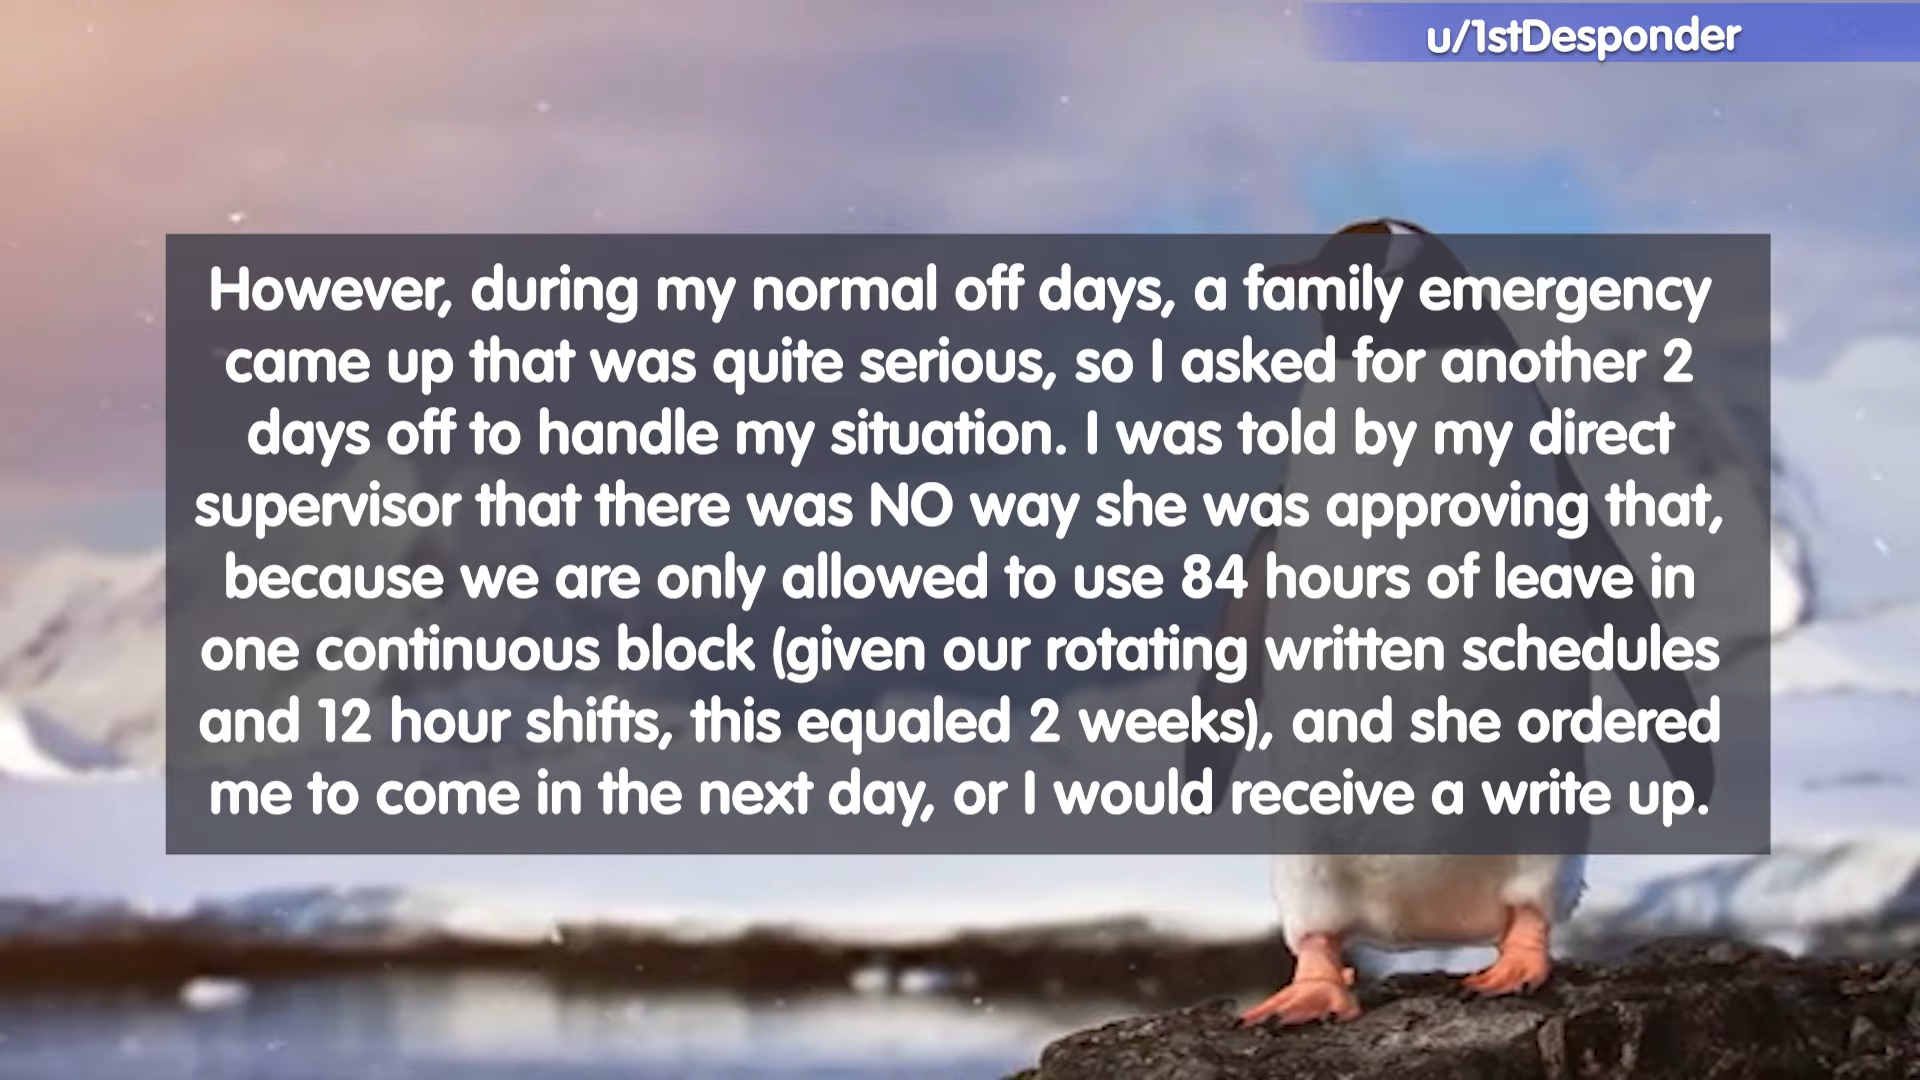 u/1stDesponder
However, during my normal off days, a family emergency
came up that was quite serious, so I asked for another 2
days off to handle my situation. I was told by my direct
supervisor that there was NO way she was approving that,
because we are only allowed to use 84 hours of leave in
one continuous block (given our rotating written schedules
and 12 hour shifts, this equaled 2 weeks), and she ordered
me to come in the next day, or I would receive a write up.